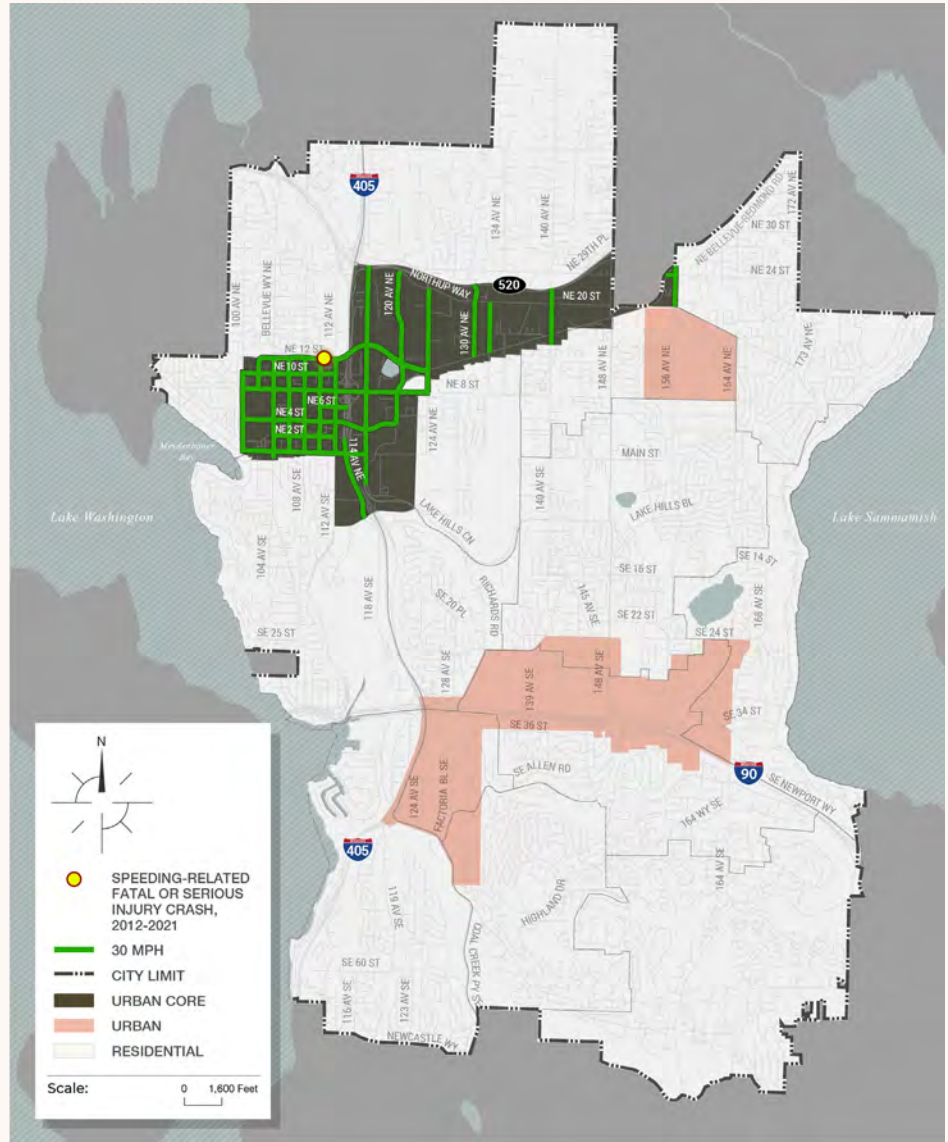 405
134 AV NE
140 AV NE
NE 29TH PL
NE BELLEVUE-REDMOND RD
172 AV NE
NE 30 ST
NE 24 ST
100 AV NE
BELLEVUE WY NE
112 AV NE
120 AV NE
NORTHUP WAY
520
NE 20 ST
130 AV NE
NE 12 ST
NE 10 ST
NE 8 ST
NE 6 ST
NE 4 ST
NE 2 ST
124 AV NE
148 AV NE
156 AV NE
164 AV NE
173 AV NE
Meydenbauer
Bay
114 AV NE
MAIN ST
108 AV SE
112 AV SE
140 AV SE
LAKE HILLS BL
Lake Washington
Lake Sammamish
LAKE HILLS CN
104 AV SE
118 AV SE
SE 20 PL
RICHARDS RD
145 AV SE
SE 16 ST
SE 14 ST
SE 22 ST
168 AV SE
SE 25 ST
SE 24 ST
128 AV SE
139 AV SE
148 AV SE
SE 34 ST
SE 36 ST
124 AV SE
FACTORIA BL SE
SE ALLEN RD
90
SE NEWPORT WY
164 WY SE
405
164 AV SE
HIGHLAND DR
119 AV SE
COAL CREEK PY SE
SE 60 ST
116 AV SE
123 AV SE
NEWCASTLE WY
N
SPEEDING-RELATED
FATAL OR SERIOUS
INJURY CRASH,
2012-2021
30 MPH
CITY LIMIT
URBAN CORE
URBAN
RESIDENTIAL
Scale:
0 1,600 Feet